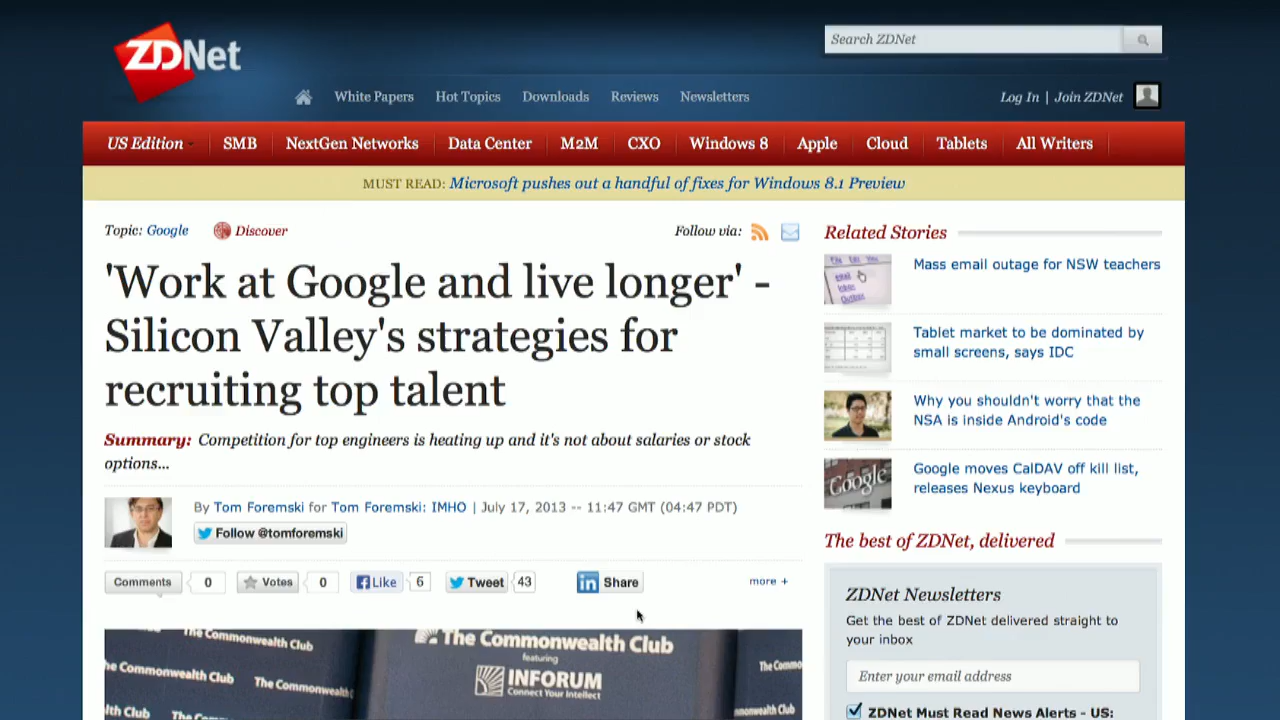 ZDNet
Search ZDNet
White Papers Hot Topics Downloads Reviews Newsletters
Log In | Join ZDNet
US Edition SMB NextGen Networks Data Center M2M CXO Windows 8 Apple Cloud Tablets All Writers
MUST READ: Microsoft pushes out a handful of fixes for Windows 8.1 Preview
Topic: Google Discover
Follow via:
'Work at Google and live longer' -
Silicon Valley's strategies for
recruiting top talent
Summary: Competition for top engineers is heating up and it's not about salaries or stock
options...
By Tom Foremski for Tom Foremski: IMHO | July 17, 2013 -- 11:47 GMT (04:47 PDT)
Follow @tomforemski
Comments 0 Votes 0 Like 6 Tweet 43 in Share more +
The Commonwealth Club
The Commonwealth Club
featuring
INFORUM
Connect Your Intellect
the Commonwealth Club
The Commonwealth
The Com
nwealth Club
The
Related Stories
Mass email outage for NSW teachers
Tablet market to be dominated by
small screens, says IDC
Why you shouldn't worry that the
NSA is inside Android's code
Google
Google moves CalDAV off kill list,
releases Nexus keyboard
The best of ZDNet, delivered
ZDNet Newsletters
Get the best of ZDNet delivered straight to
your inbox
Enter your email address
ZDNet Must Read News Alerts - US: